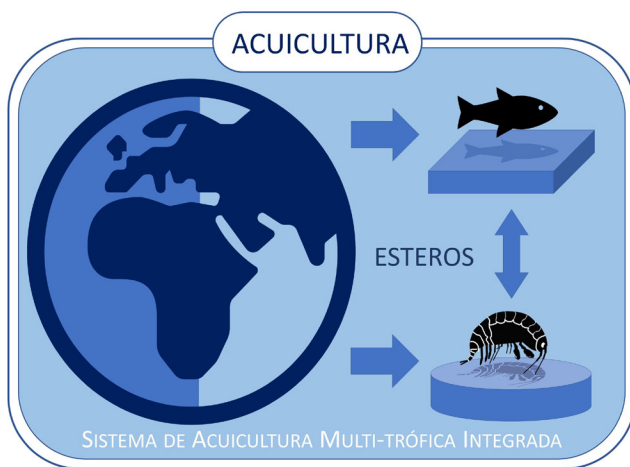 ACUICULTURA
ESTEROS
SISTEMA DE ACUICULTURA MULTI-TRÓFICA INTEGRADA